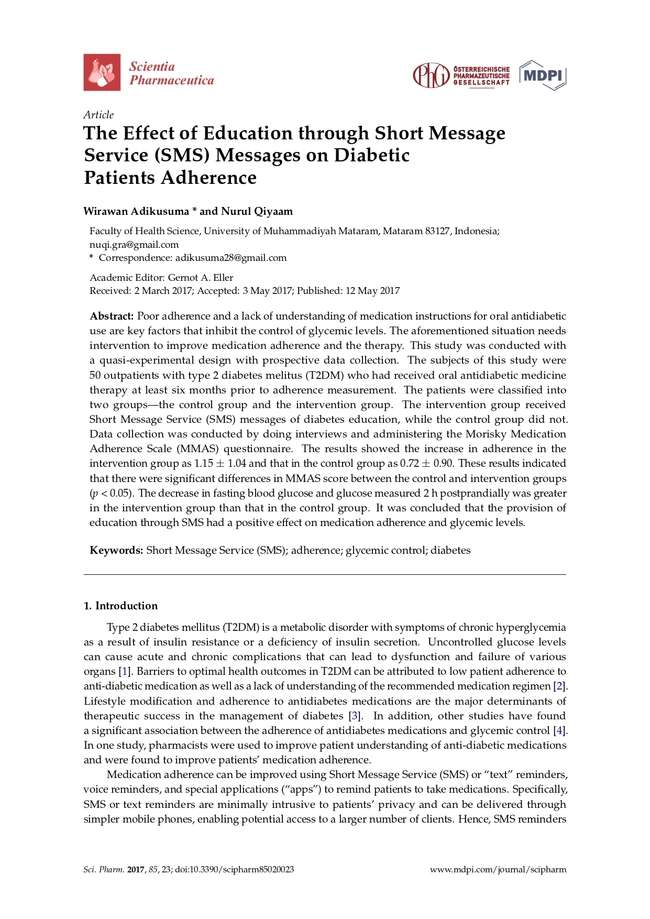 Scientia
Pharmaceutica
PhG
ÖSTERREICHISCHE
PHARMAZEUTISCHE
GESELLSCHAFT
MDPI
Article
The Effect of Education through Short Message
Service (SMS) Messages on Diabetic
Patients Adherence
Wirawan Adikusuma * and Nurul Qiyaam
Faculty of Health Science, University of Muhammadiyah Mataram, Mataram 83127, Indonesia;
nuqi.gra@gmail.com
* Correspondence: adikusuma28@gmail.com
Academic Editor: Gernot A. Eller
Received: 2 March 2017; Accepted: 3 May 2017; Published: 12 May 2017
Abstract: Poor adherence and a lack of understanding of medication instructions for oral antidiabetic
use are key factors that inhibit the control of glycemic levels. The aforementioned situation needs
intervention to improve medication adherence and the therapy. This study was conducted with
a quasi-experimental design with prospective data collection. The subjects of this study were
50 outpatients with type 2 diabetes melitus (T2DM) who had received oral antidiabetic medicine
therapy at least six months prior to adherence measurement. The patients were classified into
two groups—the control group and the intervention group. The intervention group received
Short Message Service (SMS) messages of diabetes education, while the control group did not.
Data collection was conducted by doing interviews and administering the Morisky Medication
Adherence Scale (MMAS) questionnaire. The results showed the increase in adherence in the
intervention group as 1.15 ± 1.04 and that in the control group as 0.72 ± 0.90. These results indicated
that there were significant differences in MMAS score between the control and intervention groups
(p < 0.05). The decrease in fasting blood glucose and glucose measured 2 h postprandially was greater
in the intervention group than that in the control group. It was concluded that the provision of
education through SMS had a positive effect on medication adherence and glycemic levels.
Keywords: Short Message Service (SMS); adherence; glycemic control; diabetes
1. Introduction
Type 2 diabetes mellitus (T2DM) is a metabolic disorder with symptoms of chronic hyperglycemia
as a result of insulin resistance or a deficiency of insulin secretion. Uncontrolled glucose levels
can cause acute and chronic complications that can lead to dysfunction and failure of various
organs [1]. Barriers to optimal health outcomes in T2DM can be attributed to low patient adherence to
anti-diabetic medication as well as a lack of understanding of the recommended medication regimen [2].
Lifestyle modification and adherence to antidiabetes medications are the major determinants of
therapeutic success in the management of diabetes [3]. In addition, other studies have found
a significant association between the adherence of antidiabetes medications and glycemic control [4].
In one study, pharmacists were used to improve patient understanding of anti-diabetic medications
and were found to improve patients’ medication adherence.
Medication adherence can be improved using Short Message Service (SMS) or “text” reminders,
voice reminders, and special applications (“apps”) to remind patients to take medications. Specifically,
SMS or text reminders are minimally intrusive to patients’ privacy and can be delivered through
simpler mobile phones, enabling potential access to a larger number of clients. Hence, SMS reminders
Sci. Pharm. 2017, 85, 23; doi:10.3390/scipharm85020023
www.mdpi.com/journal/scipharm